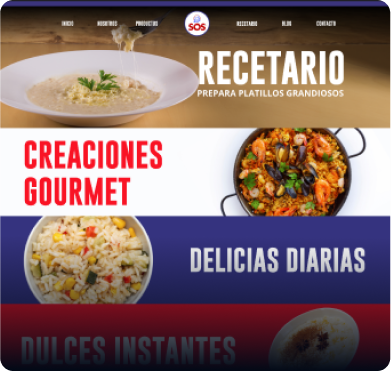 INICIO NOSOTROS PRODUCTOS SOS RECETARIO BLOG CONTACTO
RECETARIO
PREPARA PLATILLOS GRANDIOSOS
CREACIONES
GOURMET
DELICIAS DIARIAS
DULCES INSTANTES